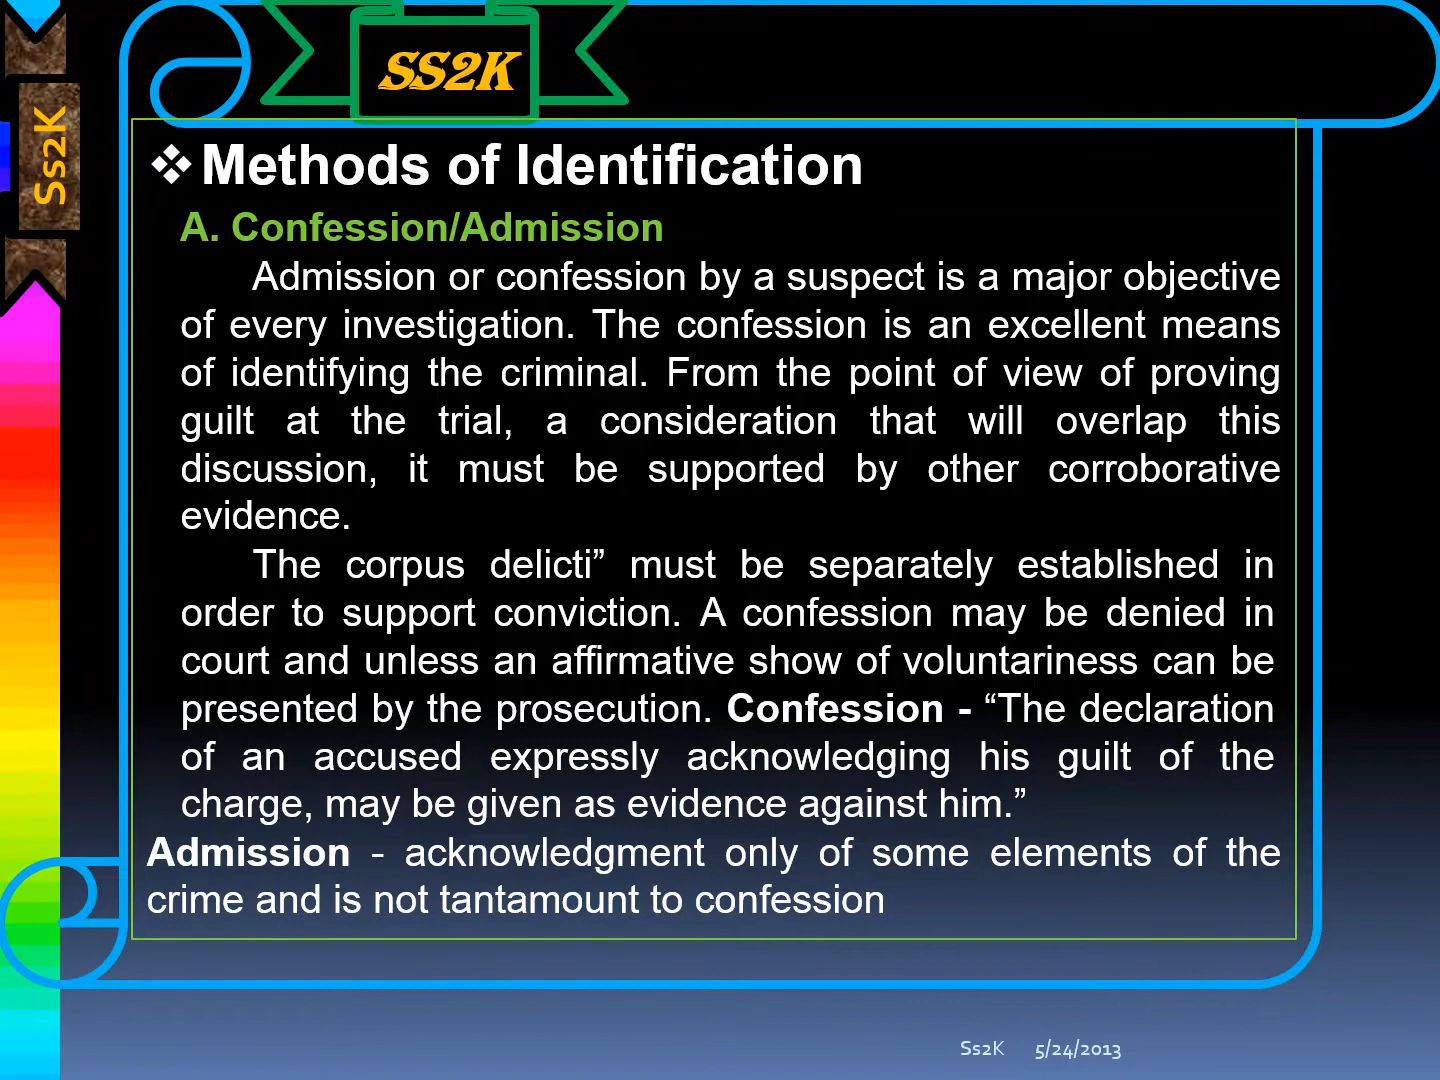 SS2K
Ss2K
❖Methods of Identification
A. Confession/Admission
Admission or confession by a suspect is a major objective
of every investigation. The confession is an excellent means
of identifying the criminal. From the point of view of proving
guilt at the trial, a consideration that will overlap this
discussion, it must be supported by other corroborative
evidence.
The corpus delicti” must be separately established in
order to support conviction. A confession may be denied in
court and unless an affirmative show of voluntariness can be
presented by the prosecution. Confession - “The declaration
of an accused expressly acknowledging his guilt of the
charge, may be given as evidence against him.”
Admission - acknowledgment only of some elements of the
crime and is not tantamount to confession
Ss2K 5/24/2013